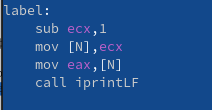 label:
    sub ecx,1
    mov [N],ecx
    mov eax,[N]
    call iprintLF